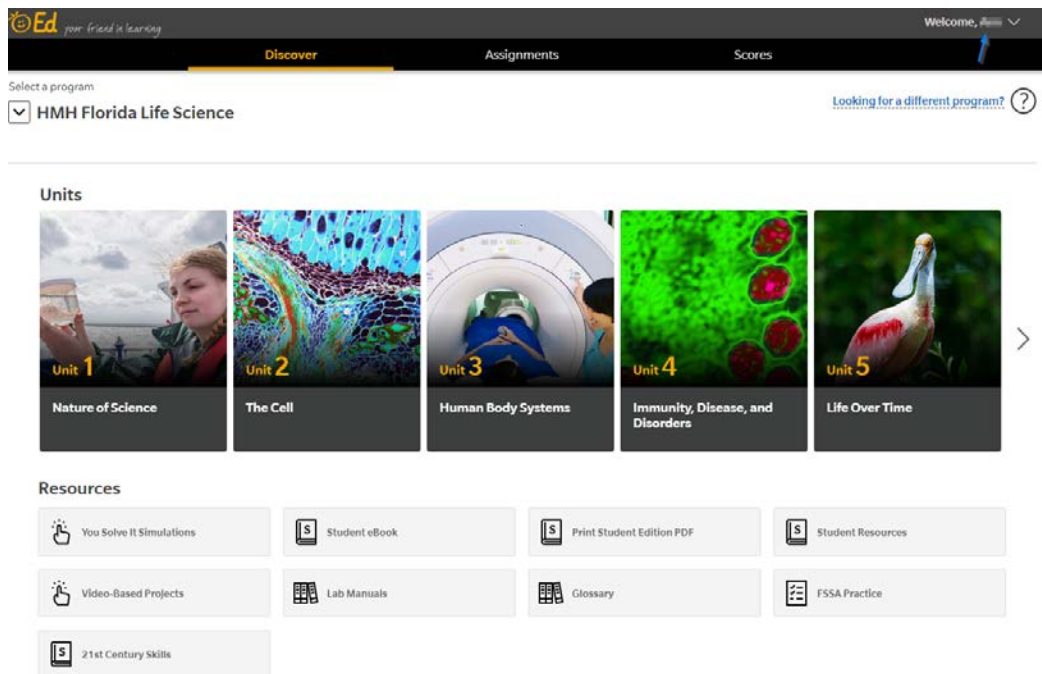 Ed your friend in learning
Welcome,
Discover Assignments Scores
Select a program
HMH Florida Life Science
Looking for a different program? ?
Units
Unit 1 Unit 2 Unit 3 Unit 4 Unit 5
Nature of Science The Cell Human Body Systems Immunity, Disease, and Disorders Life Over Time
Resources
You Solve It Simulations S Student eBook S Print Student Edition PDF S Student Resources
Video-Based Projects Lab Manuals Glossary FSSA Practice
S 21st Century Skills